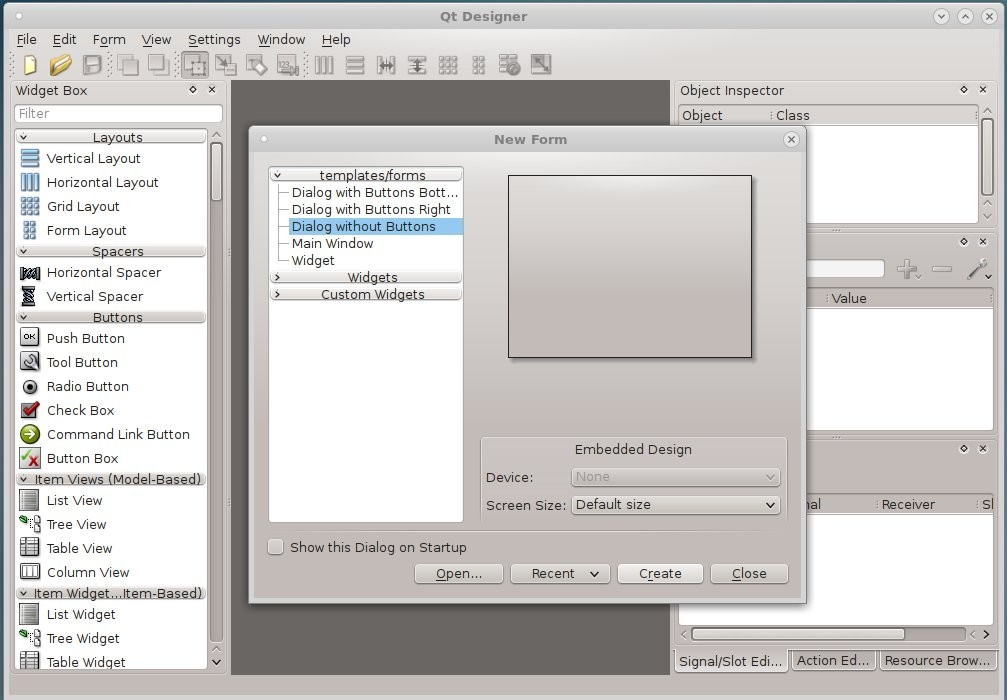 Qt Designer
File Edit Form View Settings Window Help
Widget Box
Filter
Layouts
Vertical Layout
Horizontal Layout
Grid Layout
Form Layout
Spacers
Horizontal Spacer
Vertical Spacer
Buttons
OK Push Button
Tool Button
Radio Button
Check Box
Command Link Button
Button Box
Item Views (Model-Based)
List View
Tree View
Table View
Column View
Item Widget...Item-Based)
List Widget
Tree Widget
Table Widget
New Form
templates/forms
Dialog with Buttons Bott...
Dialog with Buttons Right
Dialog without Buttons
Main Window
Widget
Widgets
Custom Widgets
Embedded Design
Device: None
Screen Size: Default size
Show this Dialog on Startup
Open... Recent Create Close
Object Inspector
Object Class
Value
nal Receiver Sl
Signal/Slot Edi... Action Ed... Resource Brow...